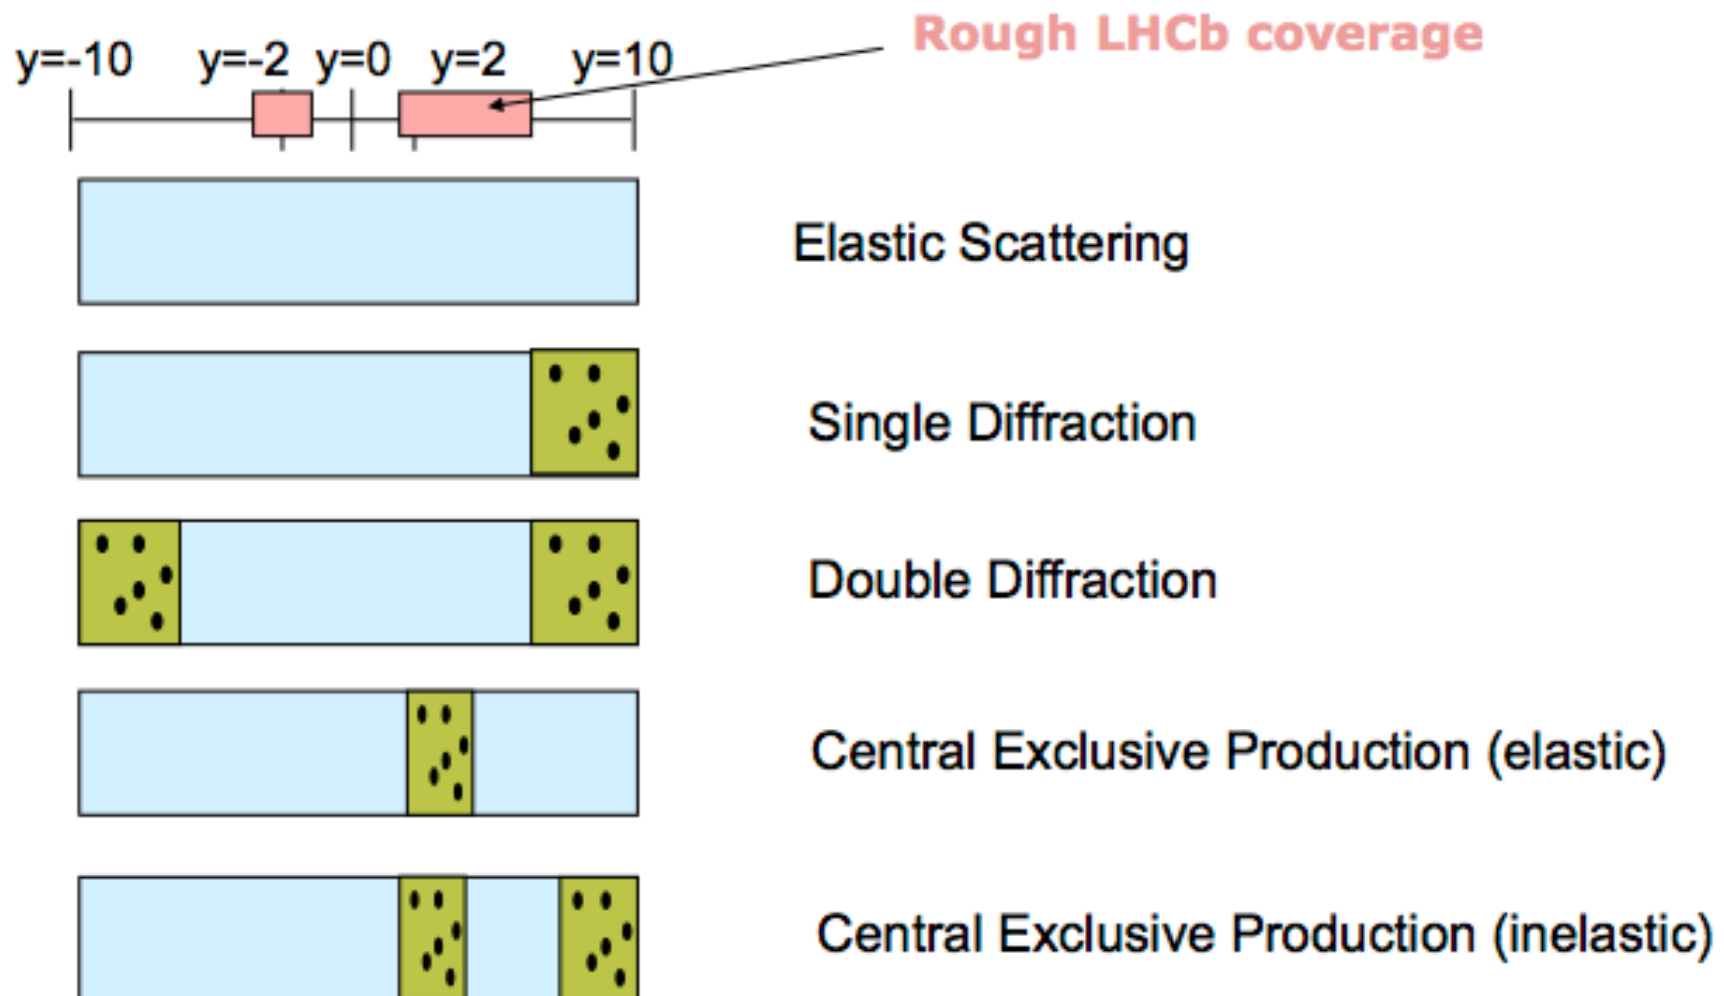 Rough LHCb coverage
y=-10 y=-2 y=0 y=2 y=10
Elastic Scattering
Single Diffraction
Double Diffraction
Central Exclusive Production (elastic)
Central Exclusive Production (inelastic)